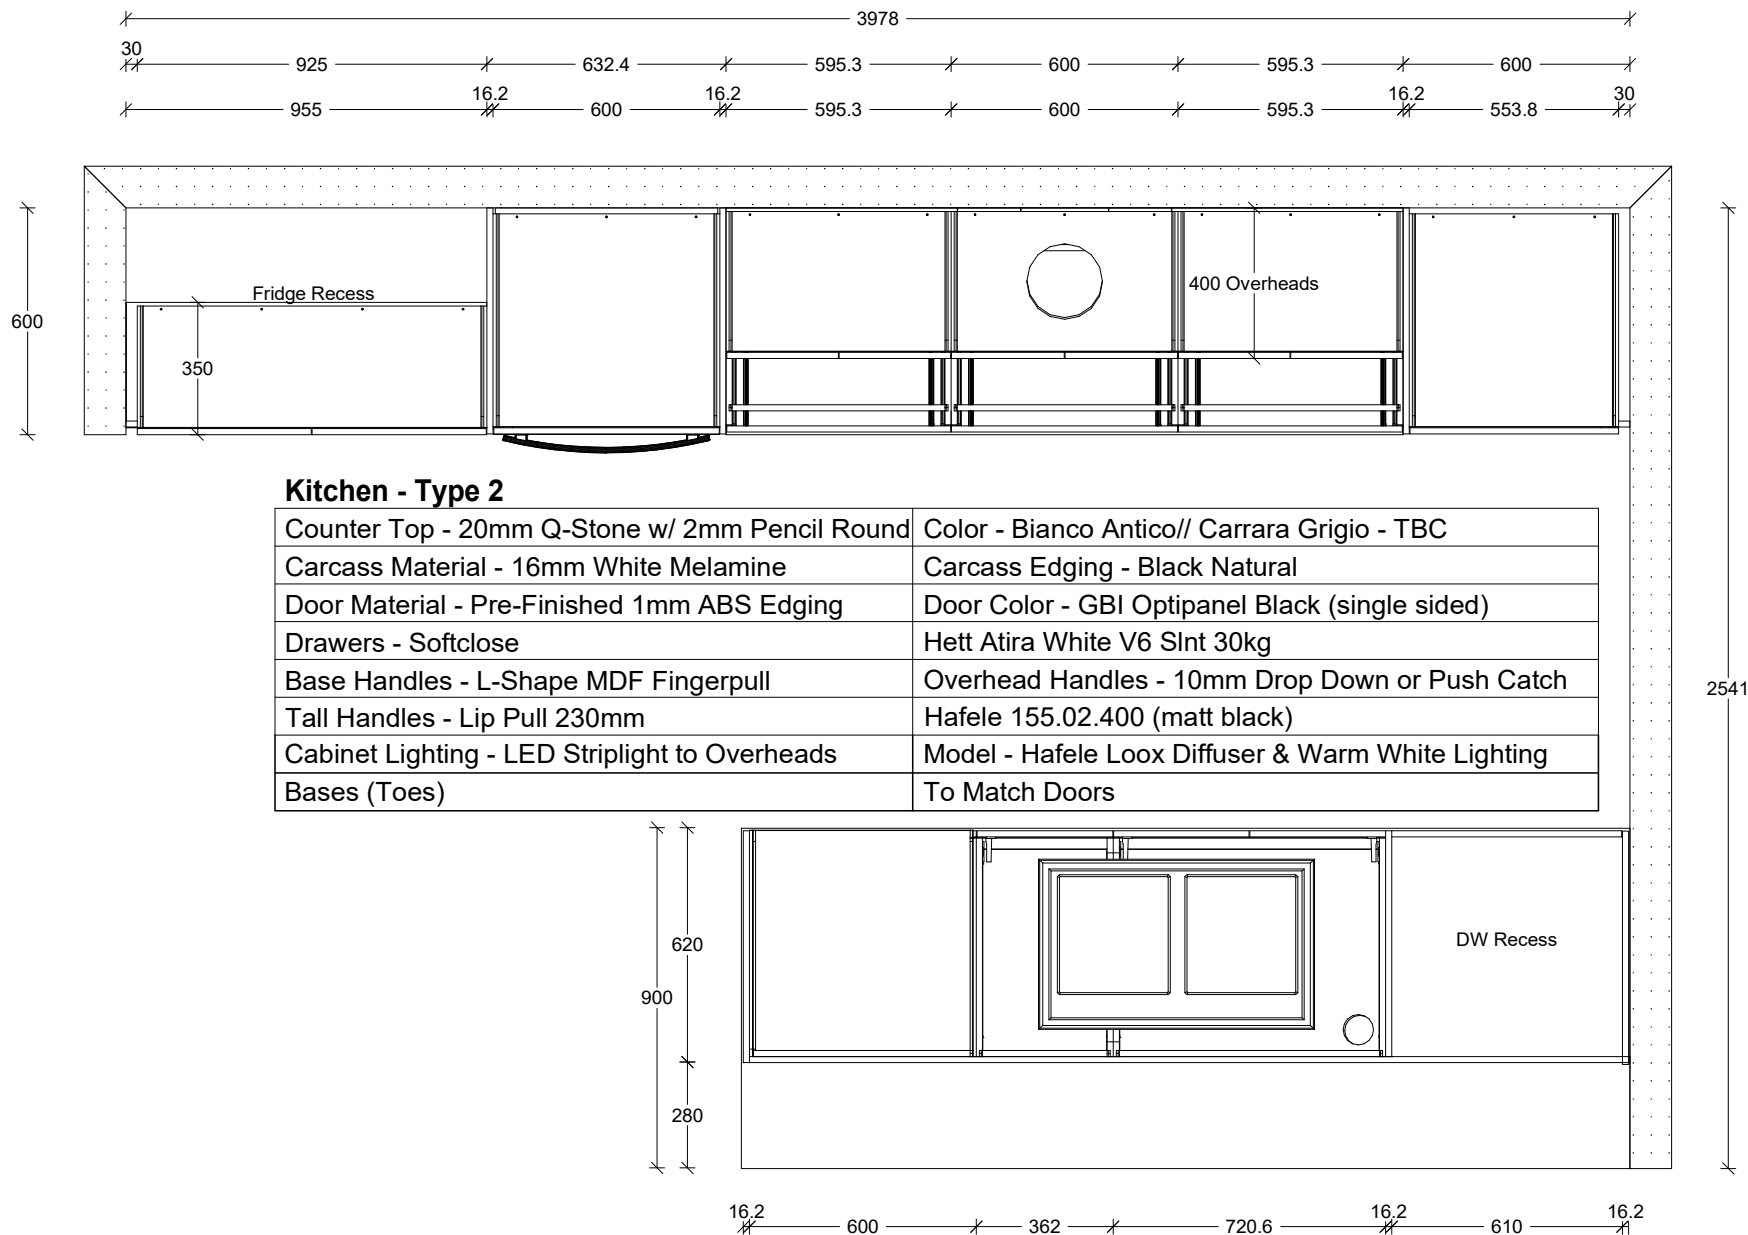 3978
30
925 632.4 595.3 600 595.3 600
16.2 16.2 16.2 30
955 600 595.3 600 595.3 553.8
Fridge Recess
400 Overheads
600
350
Kitchen - Type 2
Counter Top - 20mm Q-Stone w/ 2mm Pencil Round Color - Bianco Antico// Carrara Grigio - TBC
Carcass Material - 16mm White Melamine Carcass Edging - Black Natural
Door Material - Pre-Finished 1mm ABS Edging Door Color - GBI Optipanel Black (single sided)
Drawers - Softclose Hett Atira White V6 Slnt 30kg
Base Handles - L-Shape MDF Fingerpull Overhead Handles - 10mm Drop Down or Push Catch
2541
Tall Handles - Lip Pull 230mm Hafele 155.02.400 (matt black)
Cabinet Lighting - LED Striplight to Overheads Model - Hafele Loox Diffuser & Warm White Lighting
Bases (Toes) To Match Doors
620
DW Recess
900
280
16.2 16.2 16.2
600 362 720.6 610